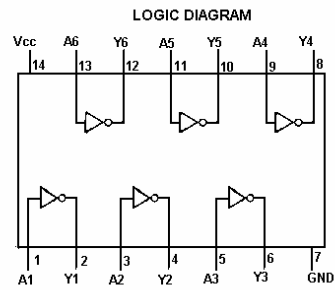 LOGIC DIAGRAM
Vcc A6 Y6 A5 Y5 A4 Y4
14 13 12 11 10 9 8
1 2 3 4 5 6 7
A1 Y1 A2 Y2 A3 Y3 GND